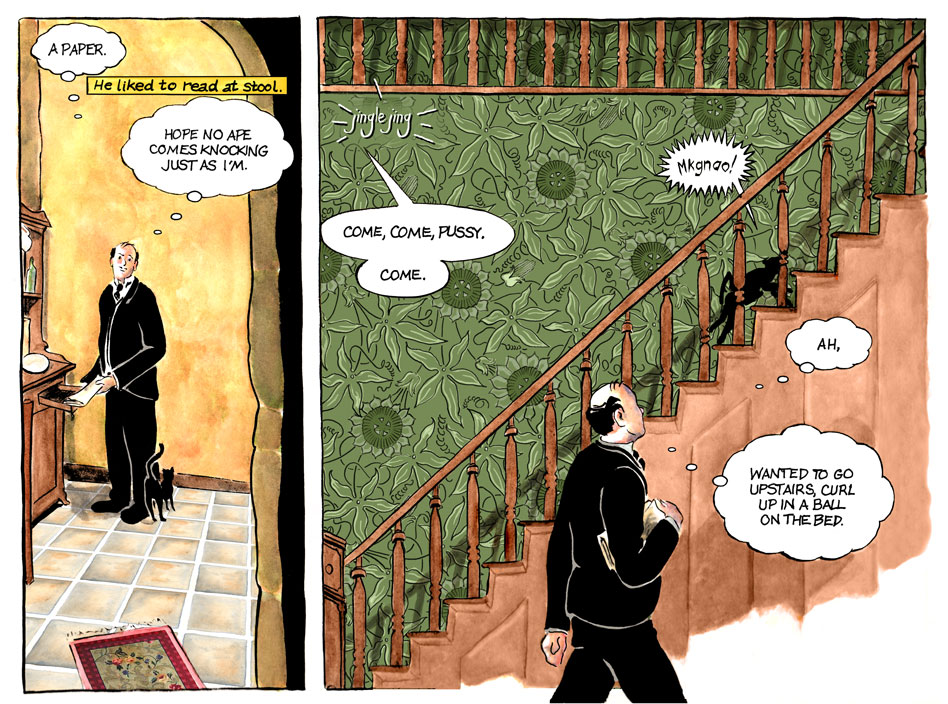 A PAPER.
He liked to read at stool.
HOPE NO APE
COMES KNOCKING
JUST AS I'M.
jingle jing
COME, COME, PUSSY.
COME.
Mkgnao!
AH,
WANTED TO GO
UPSTAIRS, CURL
UP IN A BALL
ON THE BED.